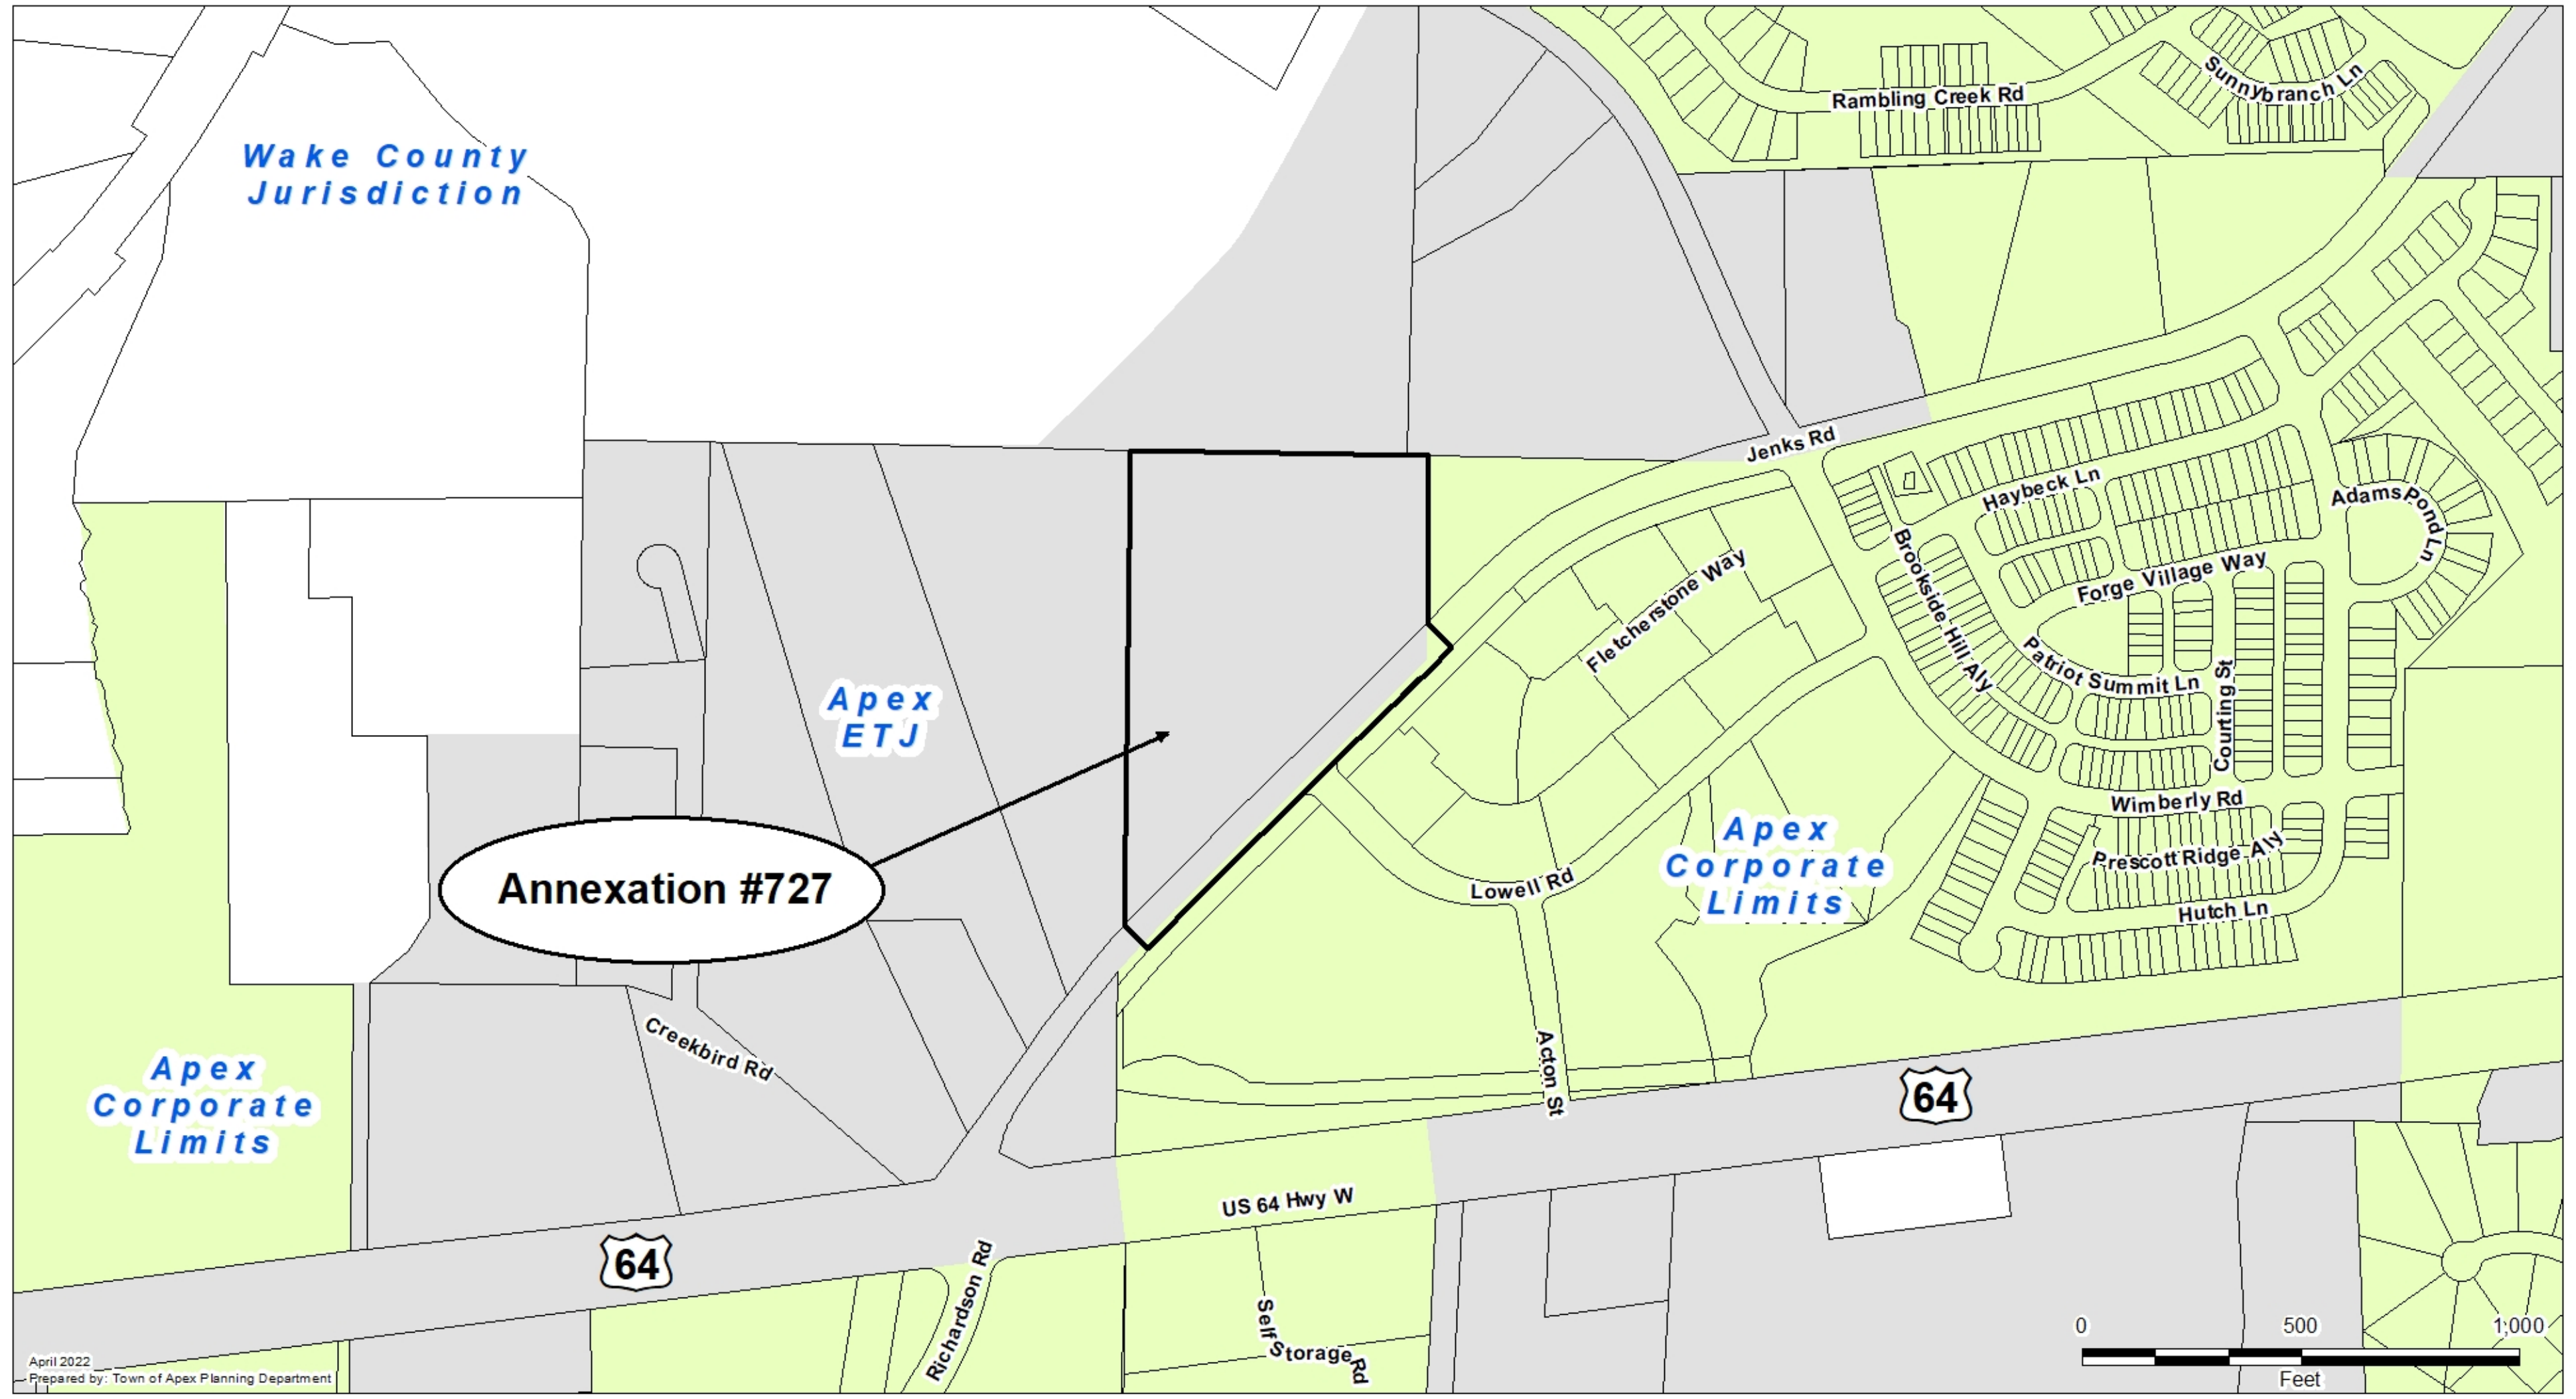 Rambling Creek Rd
Sunnybranch Ln
Wake County
Jurisdiction
Jenks Rd
Haybeck Ln
Adams Pond Ln
Brookside Hill Aly
Fletcherstone Way
Forge Village Way
Patriot Summit Ln
Courting St
Apex
ETJ
Wimberly Rd
Prescott Ridge Aly
Apex
Corporate
Limits
Annexation #727
Lowell Rd
Hutch Ln
Creekbird Rd
Acton St
Apex
Corporate
Limits
64
US 64 Hwy W
64
Richardson Rd
Self Storage Rd
0 500 1,000
Feet
April 2022
Prepared by: Town of Apex Planning Department